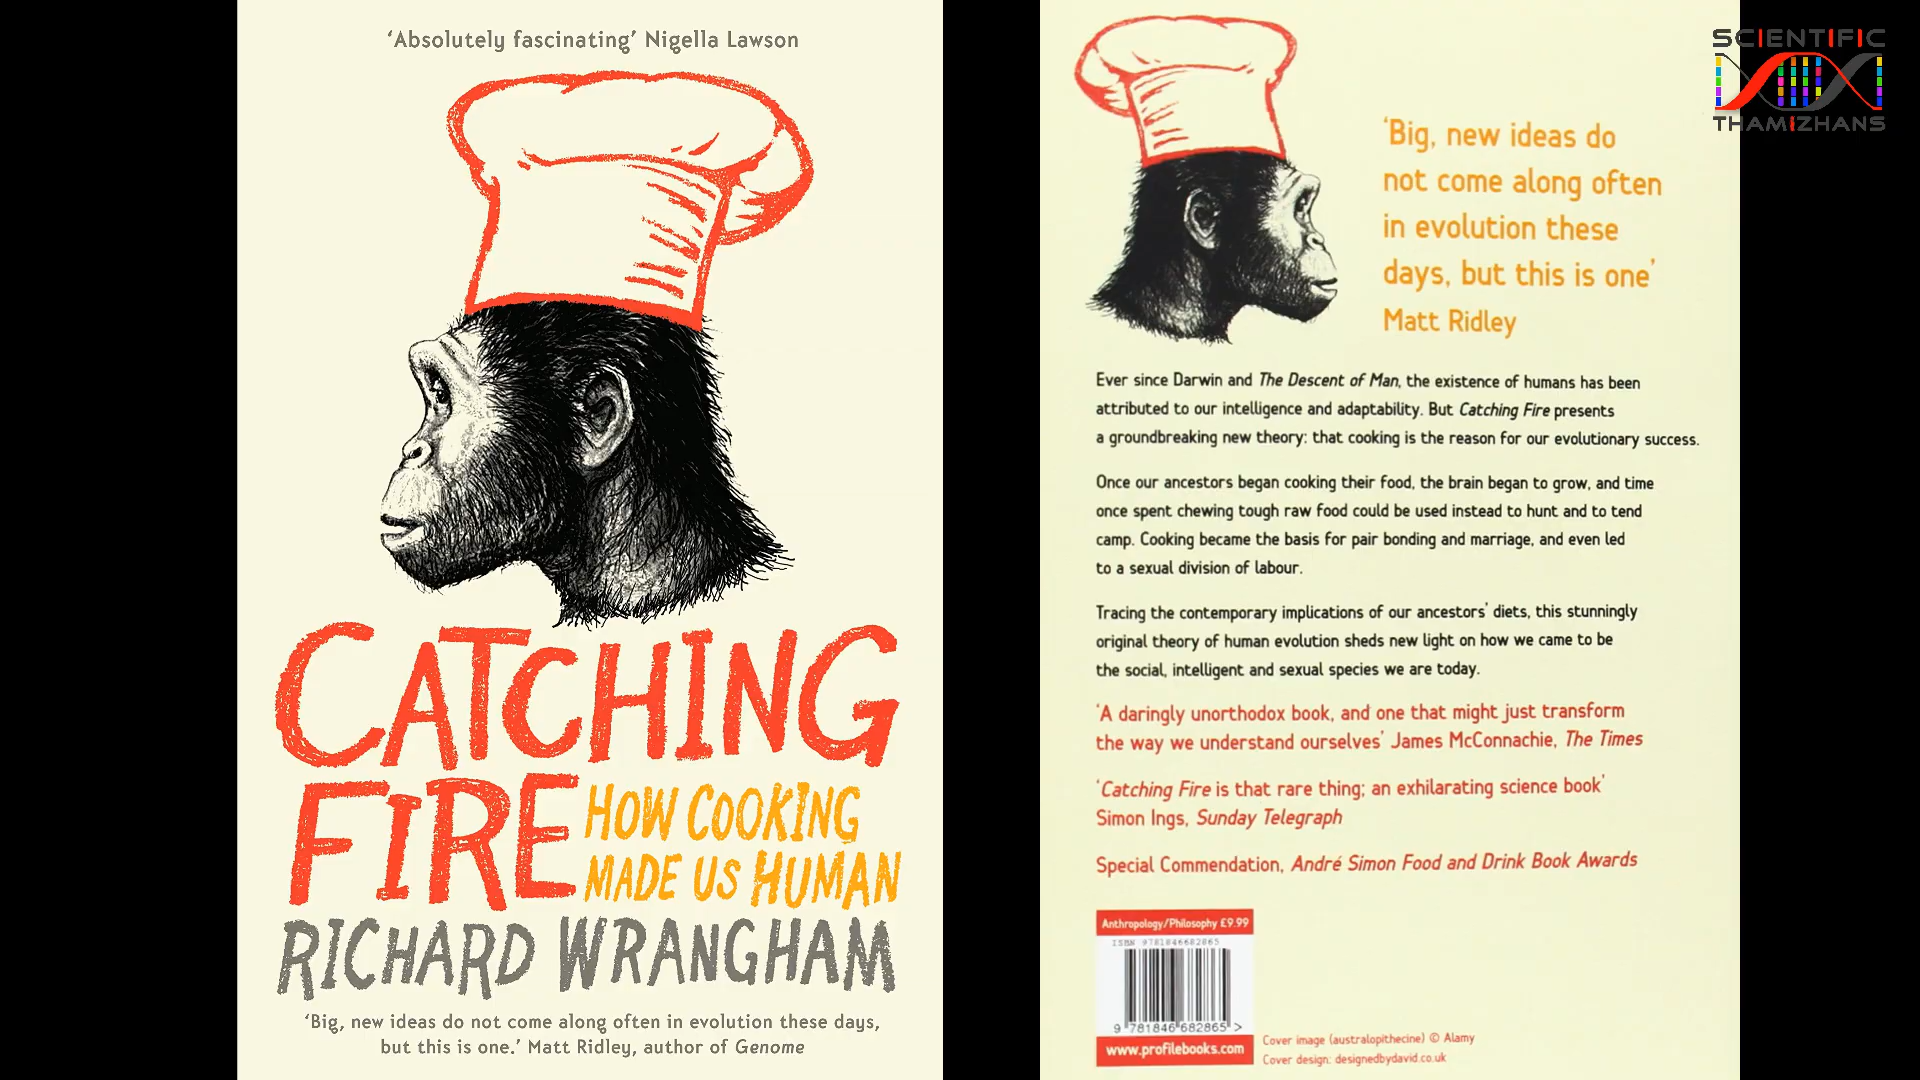 ‘Absolutely fascinating’ Nigella Lawson
CATCHING
FIRE
HOW COOKING
MADE US HUMAN
RICHARD WRANGHAM
‘Big, new ideas do not come along often in evolution these days,
but this is one.’ Matt Ridley, author of Genome
‘Big, new ideas do
not come along often
in evolution these
days, but this is one’
Matt Ridley
Ever since Darwin and The Descent of Man, the existence of humans has been
attributed to our intelligence and adaptability. But Catching Fire presents
a groundbreaking new theory: that cooking is the reason for our evolutionary success.
Once our ancestors began cooking their food, the brain began to grow, and time
once spent chewing tough raw food could be used instead to hunt and to tend
camp. Cooking became the basis for pair bonding and marriage, and even led
to a sexual division of labour.
Tracing the contemporary implications of our ancestors’ diets, this stunningly
original theory of human evolution sheds new light on how we came to be
the social, intelligent and sexual species we are today.
‘A daringly unorthodox book, and one that might just transform
the way we understand ourselves’ James McConnachie, The Times
‘Catching Fire is that rare thing; an exhilarating science book’
Simon Ings, Sunday Telegraph
Special Commendation, André Simon Food and Drink Book Awards
Anthropology/Philosophy £9.99
ISBN 9781846682865
9 781846 682865 >
www.profilebooks.com
Cover image (australopithecine) © Alamy
Cover design: designedbydavid.co.uk
SCIENTIFIC
THAMIZHANS